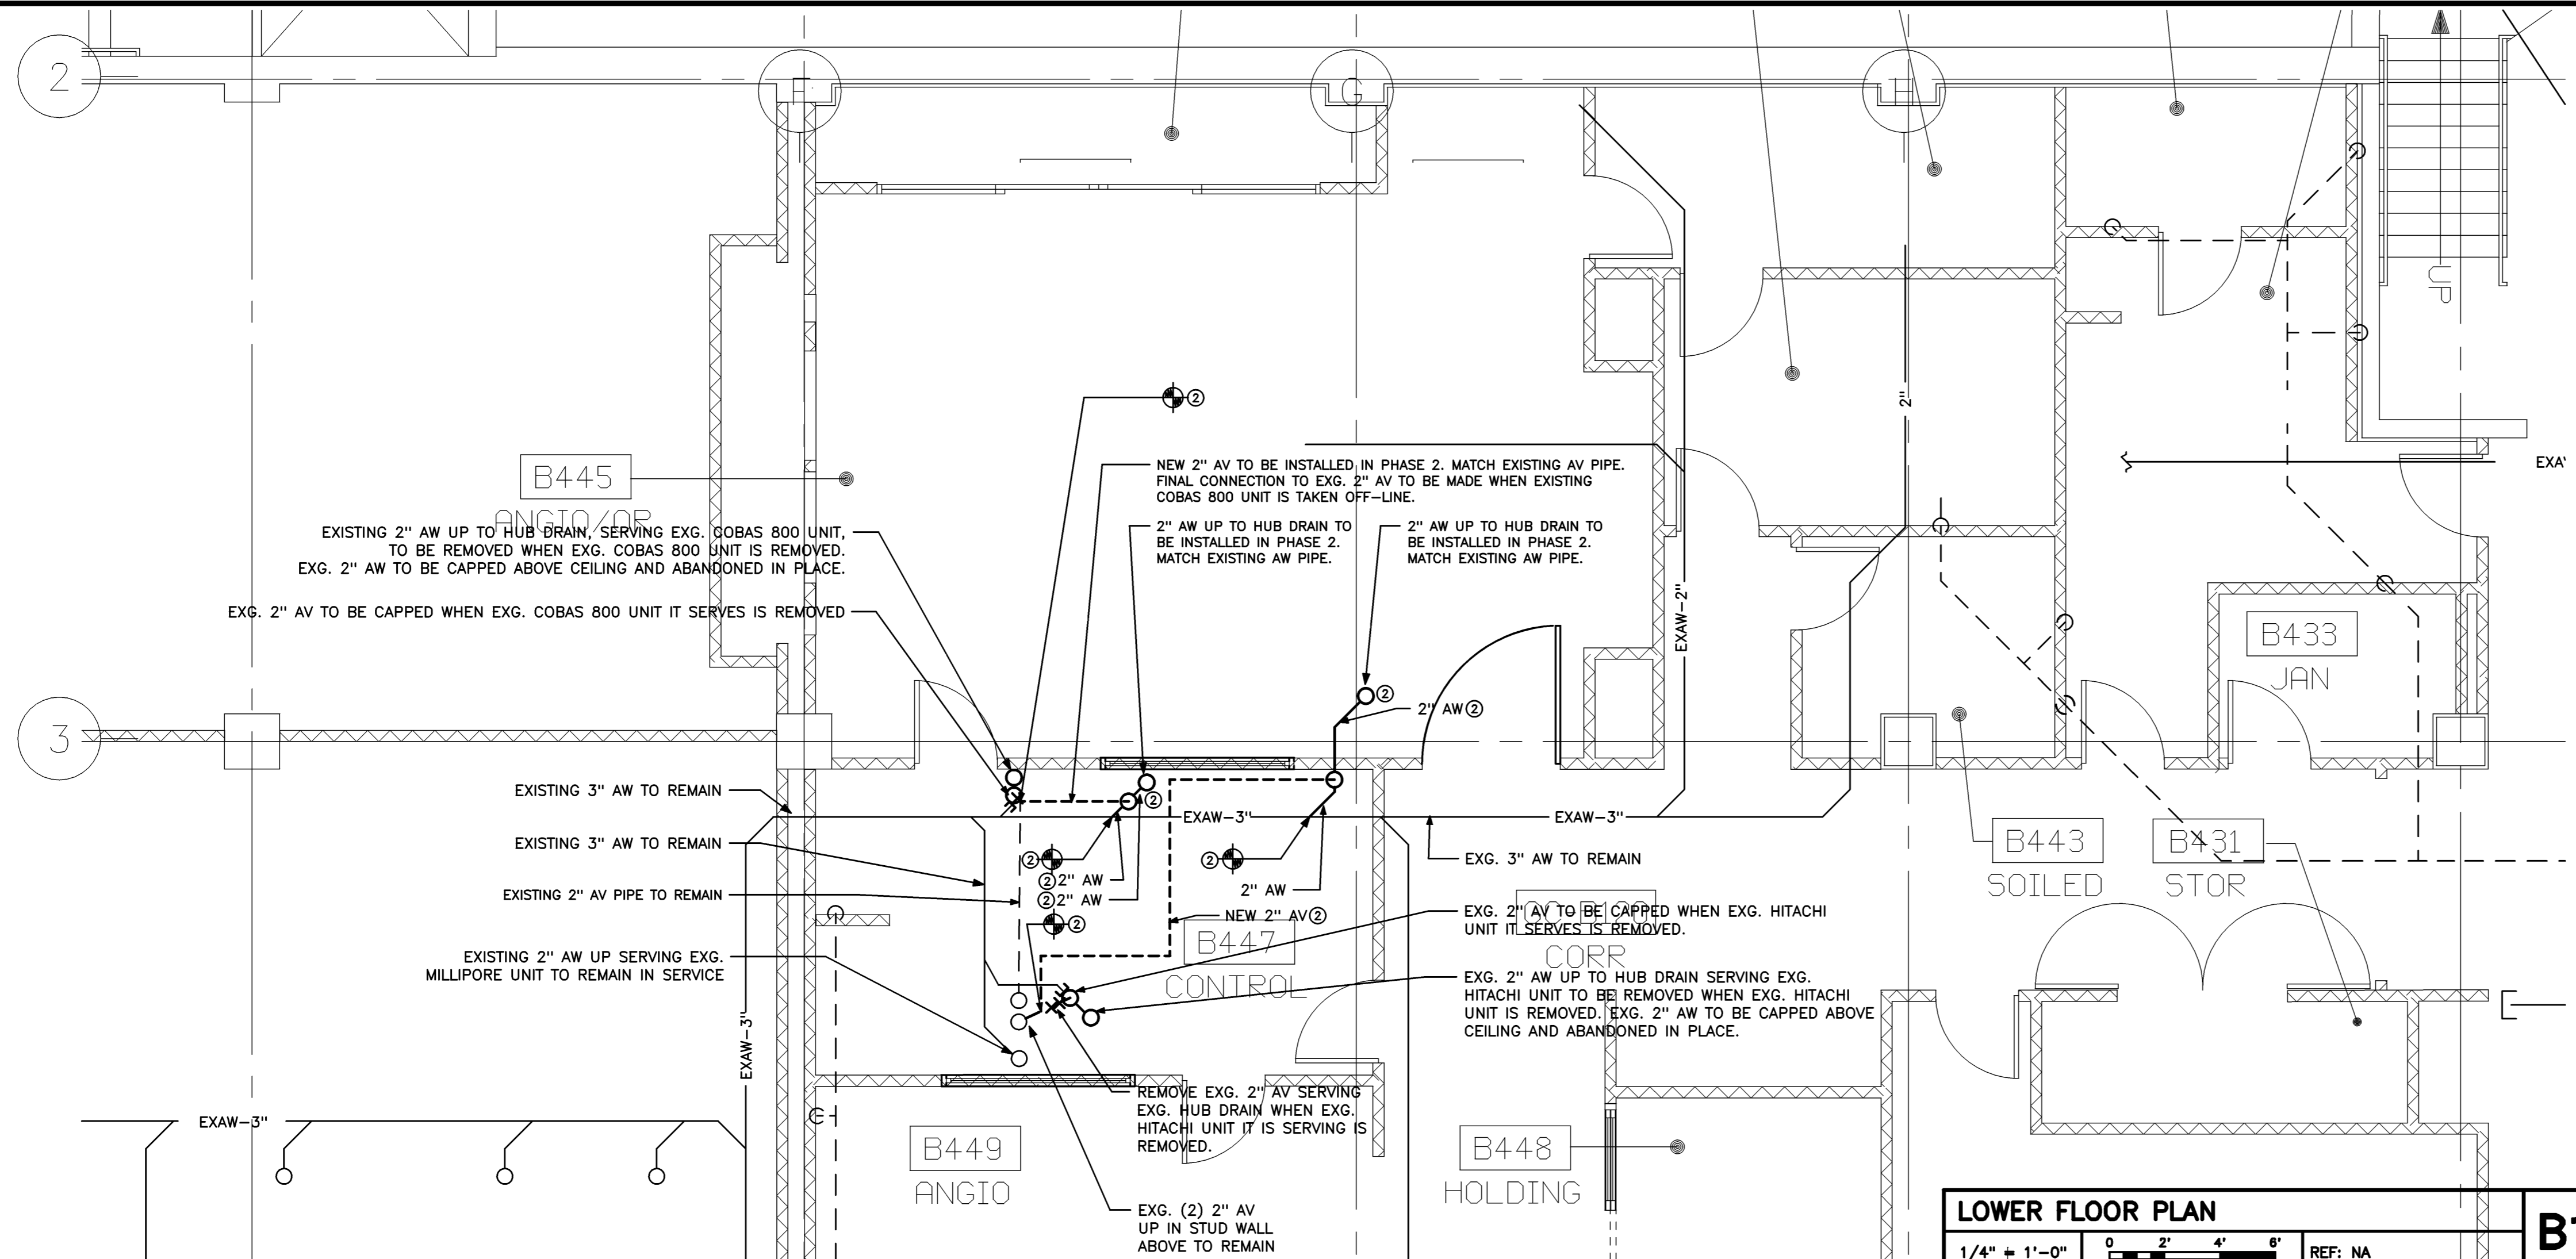 2
F
G
H
UP
2"
②
NEW 2" AV TO BE INSTALLED IN PHASE 2. MATCH EXISTING AV PIPE.
FINAL CONNECTION TO EXG. 2" AV TO BE MADE WHEN EXISTING
COBAS 800 UNIT IS TAKEN OFF-LINE.
B445
ANGIO/OR
EXISTING 2" AW UP TO HUB DRAIN, SERVING EXG. COBAS 800 UNIT,
TO BE REMOVED WHEN EXG. COBAS 800 UNIT IS REMOVED.
EXG. 2" AW TO BE CAPPED ABOVE CEILING AND ABANDONED IN PLACE.
2" AW UP TO HUB DRAIN TO
BE INSTALLED IN PHASE 2.
MATCH EXISTING AW PIPE.
2" AW UP TO HUB DRAIN TO
BE INSTALLED IN PHASE 2.
MATCH EXISTING AW PIPE.
EXG. 2" AV TO BE CAPPED WHEN EXG. COBAS 800 UNIT IT SERVES IS REMOVED
EXAW-2"
B433
JAN
②
2" AW②
3
EXISTING 3" AW TO REMAIN
②
EXAW-3"
EXAW-3"
EXISTING 3" AW TO REMAIN
②
②2" AW
②2" AW
②
2" AW
EXG. 3" AW TO REMAIN
B443
SOILED
B431
STOR
EXISTING 2" AV PIPE TO REMAIN
②
NEW 2" AV②
B447
CONTROL
CORR
EXG. 2" AV TO BE CAPPED WHEN EXG. HITACHI
UNIT IT SERVES IS REMOVED.
EXISTING 2" AW UP SERVING EXG.
MILLIPORE UNIT TO REMAIN IN SERVICE
EXG. 2" AW UP TO HUB DRAIN SERVING EXG.
HITACHI UNIT TO BE REMOVED WHEN EXG. HITACHI
UNIT IS REMOVED. EXG. 2" AW TO BE CAPPED ABOVE
CEILING AND ABANDONED IN PLACE.
EXAW-3"
EXAW-3"
REMOVE EXG. 2" AV SERVING
EXG. HUB DRAIN WHEN EXG.
HITACHI UNIT IT IS SERVING IS
REMOVED.
B449
ANGIO
B448
HOLDING
EXG. (2) 2" AV
UP IN STUD WALL
ABOVE TO REMAIN
LOWER FLOOR PLAN
1/4" = 1'-0"
0 2' 4' 6'
REF: NA